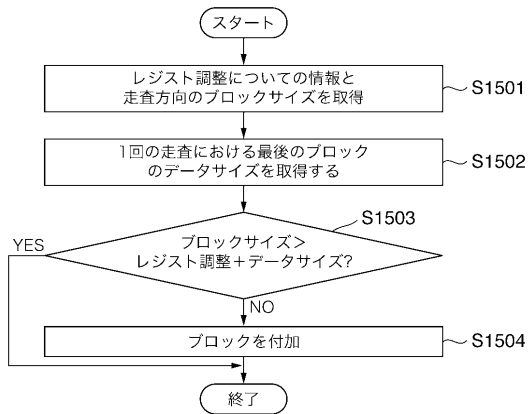 スタート
レジスト調整についての情報と
走査方向のブロックサイズを取得
S1501
1回の走査における最後のブロック
のデータサイズを取得する
S1502
S1503
YES
ブロックサイズ>
レジスト調整+データサイズ?
NO
ブロックを付加
S1504
終了